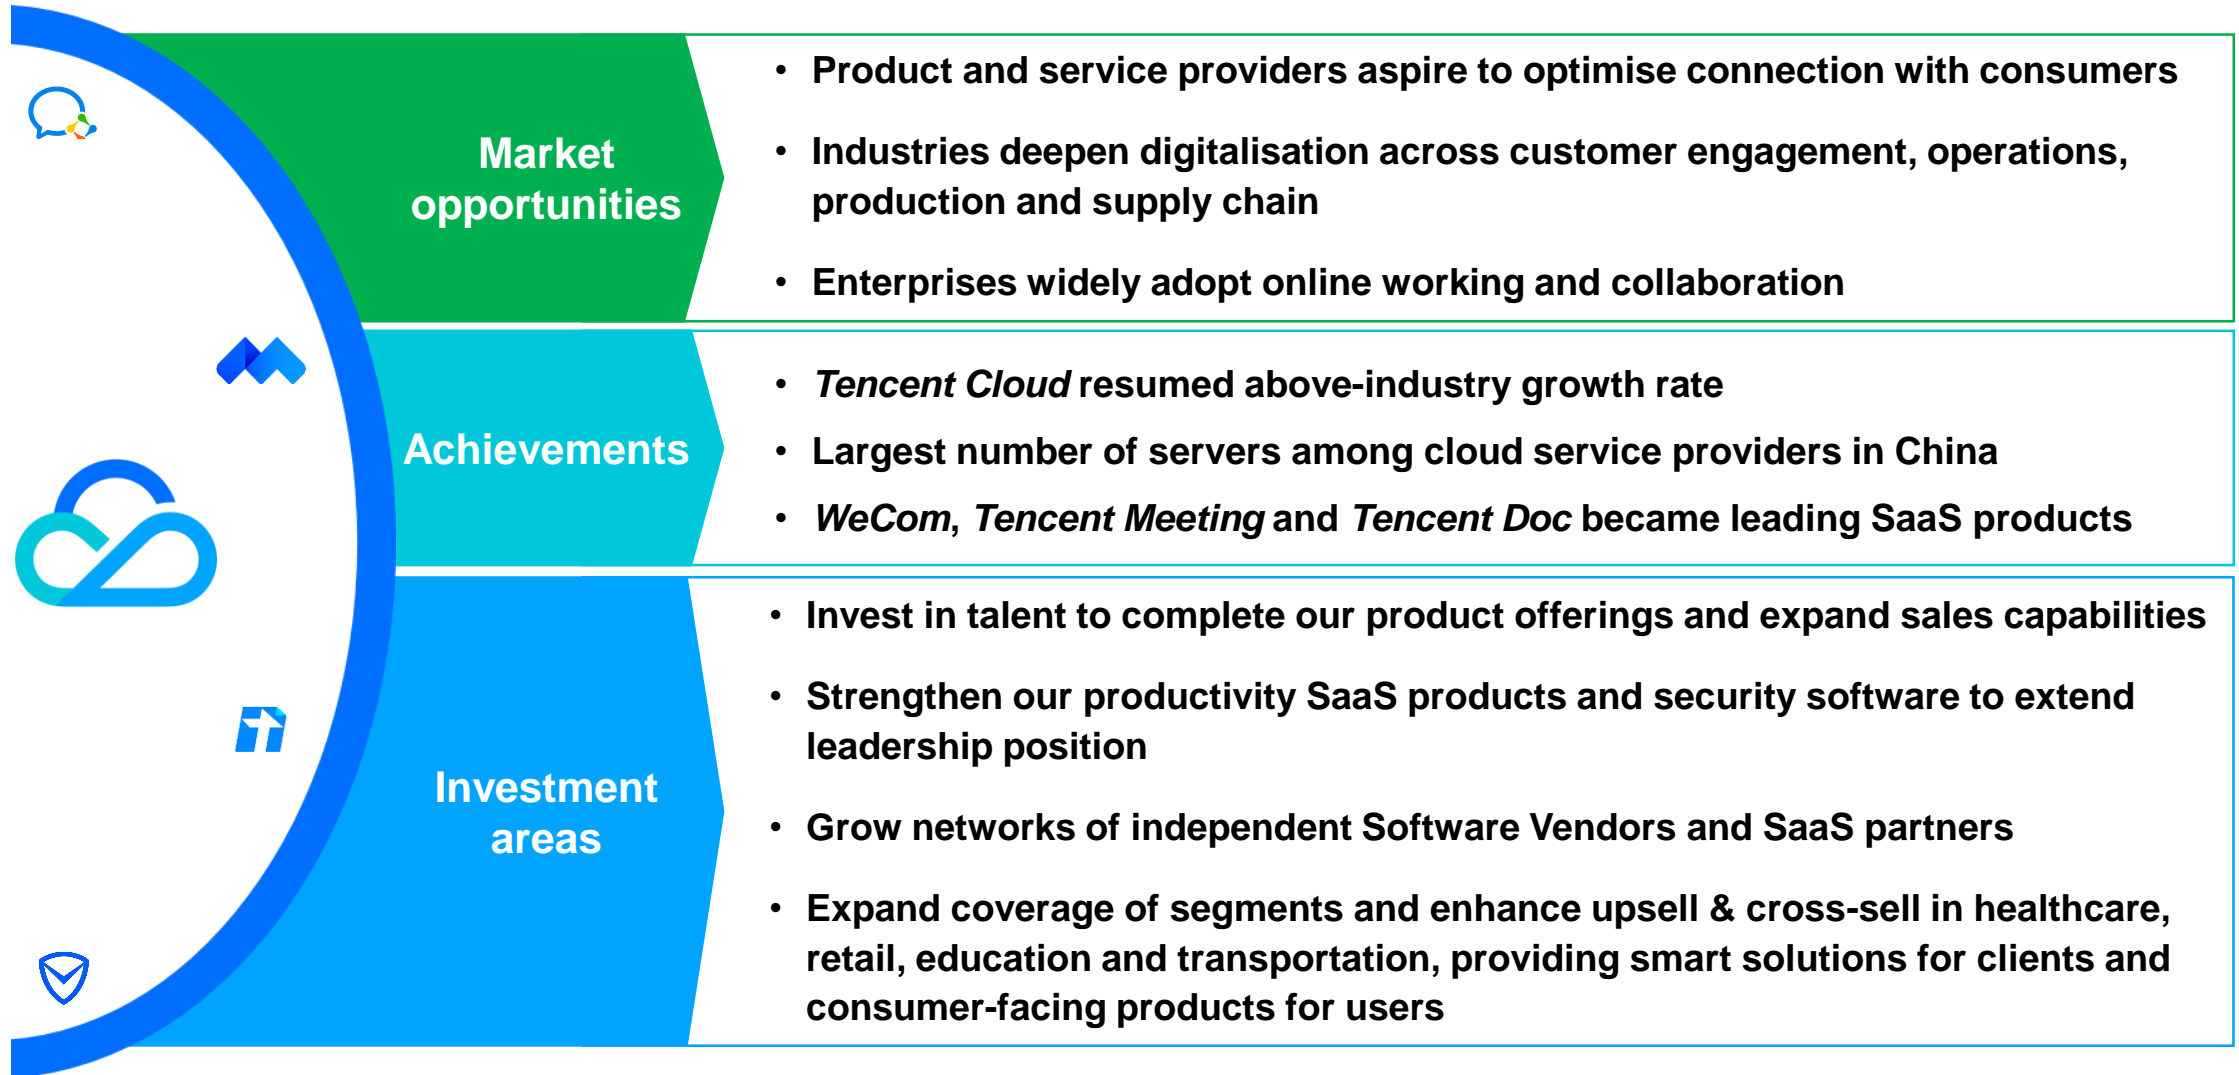 Market
opportunities
• Product and service providers aspire to optimise connection with consumers
• Industries deepen digitalisation across customer engagement, operations,
production and supply chain
• Enterprises widely adopt online working and collaboration
Achievements
• Tencent Cloud resumed above-industry growth rate
• Largest number of servers among cloud service providers in China
• WeCom, Tencent Meeting and Tencent Doc became leading SaaS products
Investment
areas
• Invest in talent to complete our product offerings and expand sales capabilities
• Strengthen our productivity SaaS products and security software to extend
leadership position
• Grow networks of independent Software Vendors and SaaS partners
• Expand coverage of segments and enhance upsell & cross-sell in healthcare,
retail, education and transportation, providing smart solutions for clients and
consumer-facing products for users